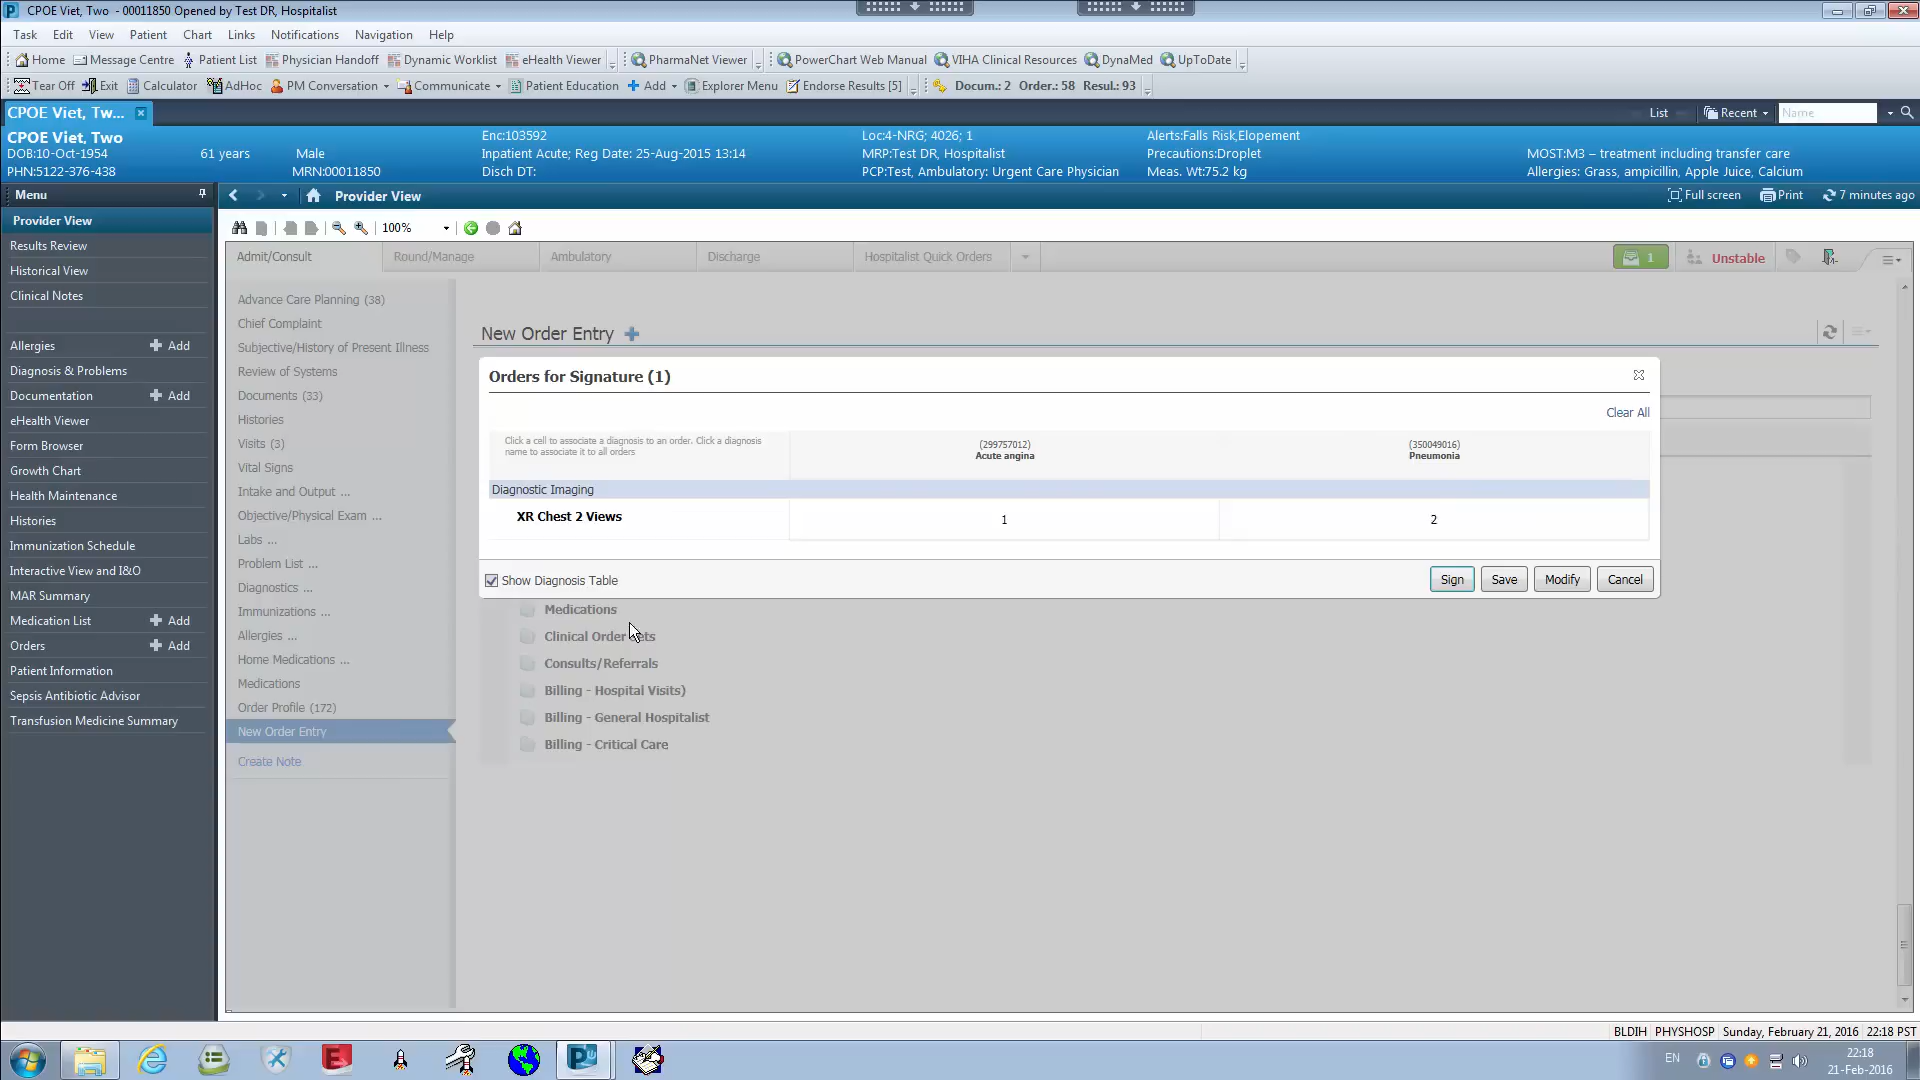 CPOE Viet, Two - 00011850 Opened by Test DR, Hospitalist
Task Edit View Patient Chart Links Notifications Navigation Help
Home Message Centre Patient List Physician Handoff Dynamic Worklist eHealth Viewer PharmaNet Viewer PowerChart Web Manual VIHA Clinical Resources DynaMed UpToDate
Tear Off Exit Calculator AdHoc PM Conversation Communicate Patient Education Add Explorer Menu Endorse Results [5] Docum.: 2 Order.: 58 Resul.: 93
CPOE Viet, Tw... List Recent Name
CPOE Viet, Two Enc:103592 Loc:4-NRG; 4026; 1 Alerts:Falls Risk,Elopement
DOB:10-Oct-1954 61 years Male Inpatient Acute; Reg Date: 25-Aug-2015 13:14 MRP:Test DR, Hospitalist Precautions:Droplet MOST:M3 – treatment including transfer care
PHN:5122-376-438 MRN:00011850 Disch DT: PCP:Test, Ambulatory: Urgent Care Physician Meas. Wt:75.2 kg Allergies: Grass, ampicillin, Apple Juice, Calcium
Menu Provider View Full screen Print 7 minutes ago
Provider View
Results Review
Historical View
Clinical Notes
Allergies Add
Diagnosis & Problems
Documentation Add
eHealth Viewer
Form Browser
Growth Chart
Health Maintenance
Histories
Immunization Schedule
Interactive View and I&O
MAR Summary
Medication List Add
Orders Add
Patient Information
Sepsis Antibiotic Advisor
Transfusion Medicine Summary
100%
Admit/Consult Round/Manage Ambulatory Discharge Hospitalist Quick Orders 1 Unstable
Advance Care Planning (38)
Chief Complaint
Subjective/History of Present Illness
Review of Systems
Documents (33)
Histories
Visits (3)
Vital Signs
Intake and Output ...
Objective/Physical Exam ...
Labs ...
Problem List ...
Diagnostics ...
Immunizations ...
Allergies ...
Home Medications ...
Medications
Order Profile (172)
New Order Entry
Create Note
New Order Entry
Orders for Signature (1)
Clear All
Click a cell to associate a diagnosis to an order. Click a diagnosis
name to associate it to all orders
(299757012)
Acute angina
(350049016)
Pneumonia
Diagnostic Imaging
XR Chest 2 Views 1 2
Show Diagnosis Table Sign Save Modify Cancel
Medications
Clinical Order ets
Consults/Referrals
Billing - Hospital Visits)
Billing - General Hospitalist
Billing - Critical Care
BLDIH PHYSHOSP Sunday, February 21, 2016 22:18 PST
EN 22:18
21-Feb-2016